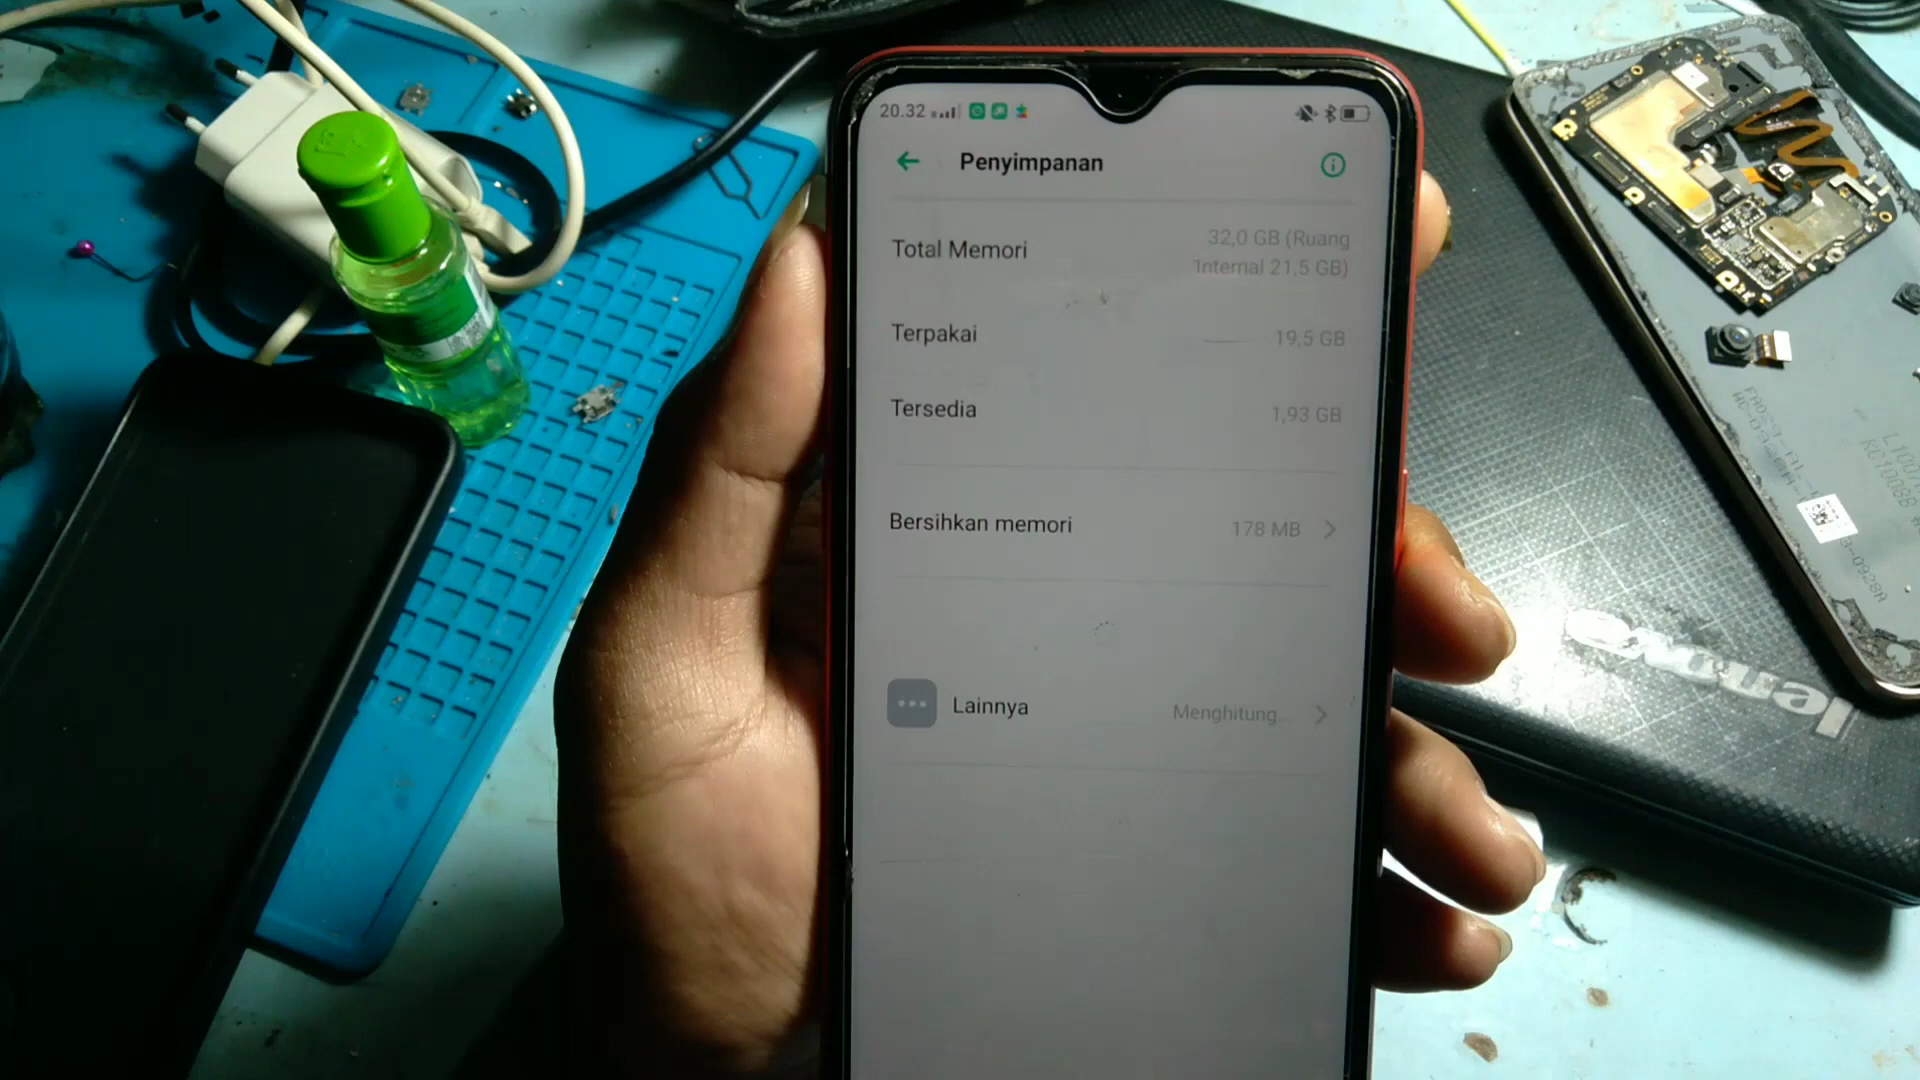 20.32
Penyimpanan
Total Memori
32,0 GB (Ruang
Internal 21,5 GB)
Terpakai
19,5 GB
Tersedia
1,93 GB
Bersihkan memori
178 MB
Lainnya
Menghitung...
lenovo